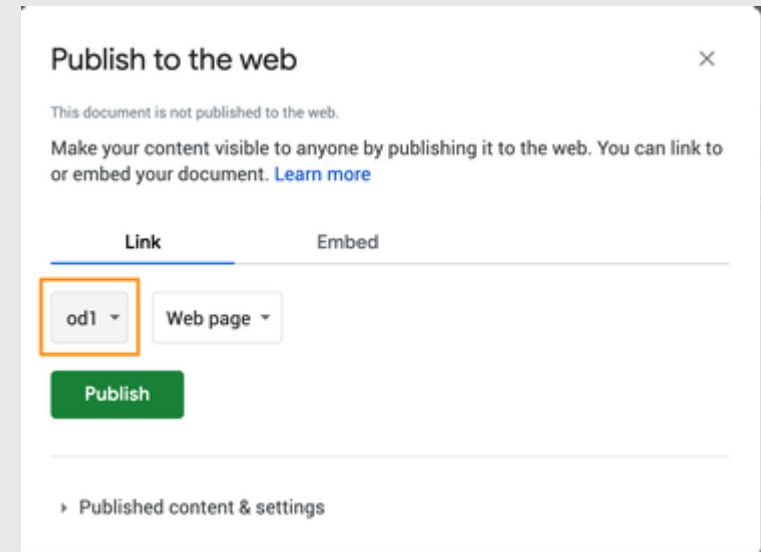 Publish to the web
This document is not published to the web.
Make your content visible to anyone by publishing it to the web. You can link to
or embed your document. Learn more
Link Embed
od1 Web page
Publish
Published content & settings